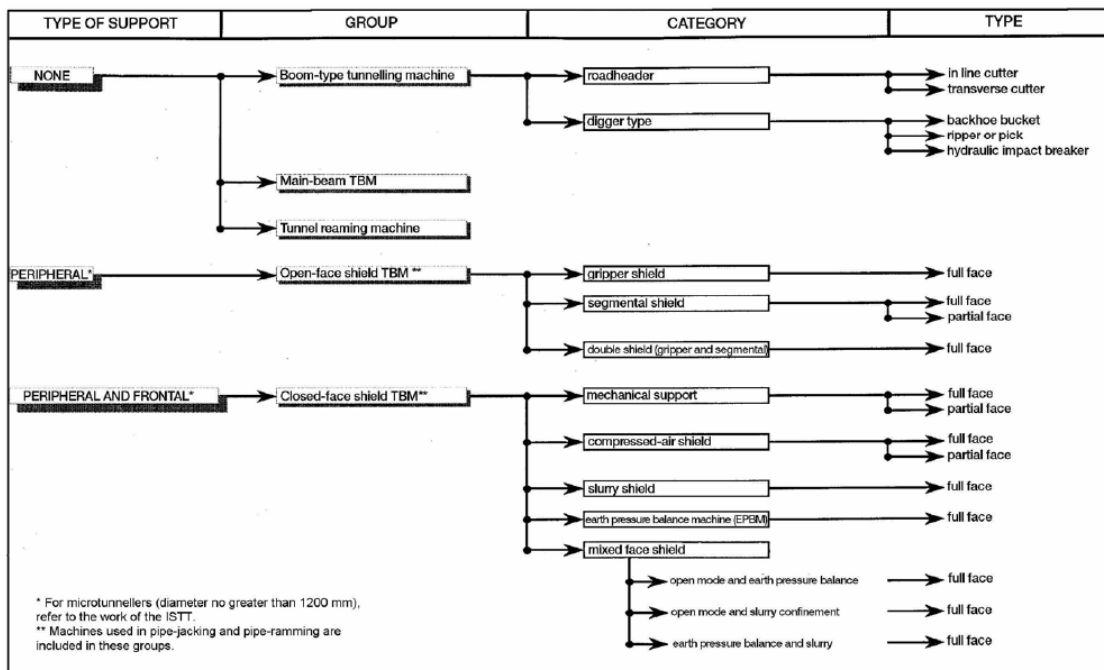 TYPE OF SUPPORT GROUP CATEGORY TYPE
NONE Boom-type tunnelling machine roadheader in line cutter
transverse cutter
digger type backhoe bucket
ripper or pick
hydraulic impact breaker
Main-beam TBM
Tunnel reaming machine
PERIPHERAL* Open-face shield TBM ** gripper shield full face
segmental shield full face
partial face
double shield (gripper and segmental) full face
PERIPHERAL AND FRONTAL* Closed-face shield TBM** mechanical support full face
partial face
compressed-air shield full face
partial face
slurry shield full face
earth pressure balance machine (EPBM) full face
mixed face shield
open mode and earth pressure balance full face
open mode and slurry confinement full face
earth pressure balance and slurry full face
* For microtunnellers (diameter no greater than 1200 mm),
refer to the work of the ISTT.
** Machines used in pipe-jacking and pipe-ramming are
included in these groups.